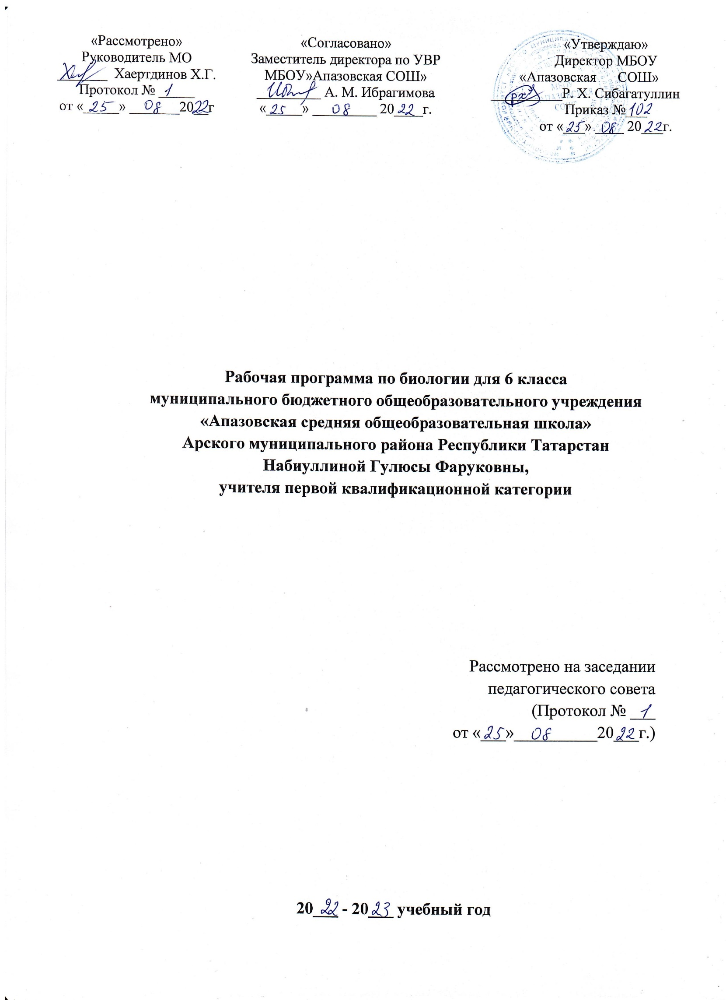 «Рассмотрено»
Руководитель МО
________ Хаертдинов Х.Г.
Протокол № 1
от «25» 08 2022г
«Согласовано»
Заместитель директора по УВР
МБОУ»Апазовская СОШ»
________ А. М. Ибрагимова
«25» 08 2022 г.
«Утверждаю»
Директор МБОУ
«Апазовская СОШ»
________ Р. Х. Сибагатуллин
Приказ № 102
от «25» 08 2022г.
Рабочая программа по биологии для 6 класса
муниципального бюджетного общеобразовательного учреждения
«Апазовская средняя общеобразовательная школа»
Арского муниципального района Республики Татарстан
Набиуллиной Гулюсы Фаруковны,
учителя первой квалификационной категории
Рассмотрено на заседании
педагогического совета
(Протокол № 1
от «25» 08 2022г.)
2022 - 2023 учебный год